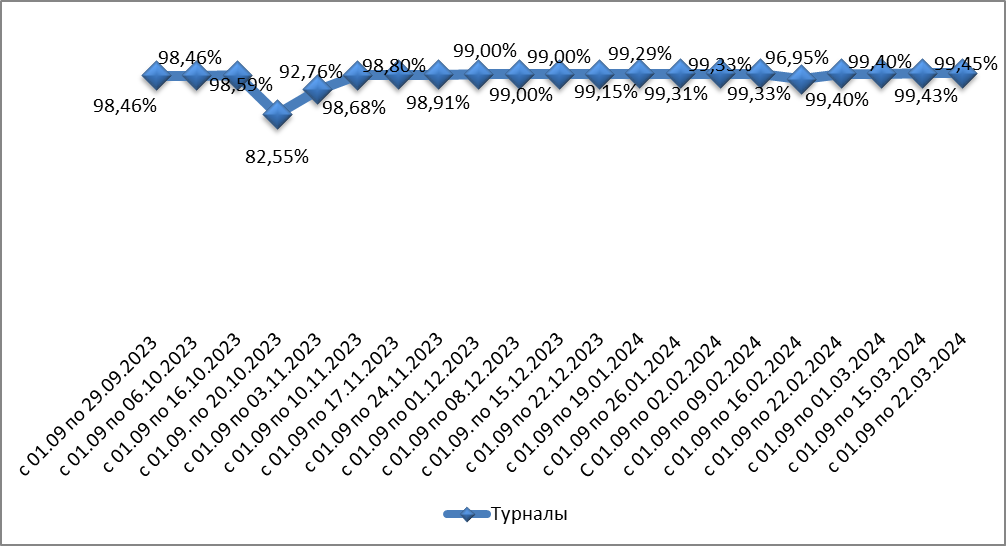 98,46%
98,46%
98,59%
82,55%
92,76%
98,68%
98,80%
98,91%
99,00%
99,00%
99,00%
99,15%
99,29%
99,31%
99,33%
99,33%
96,95%
99,40%
99,40%
99,43%
99,45%
с 01.09 по 29.09.2023
с 01.09 по 06.10.2023
с 01.09 по 16.10.2023
с 01.09. по 20.10.2023
с 01.09 по 03.11.2023
с 01.09 по 10.11.2023
с 01.09 по 17.11.2023
с 01.09 по 24.11.2023
с 01.09 по 01.12.2023
с 01.09 по 08.12.2023
с 01.09. по 15.12.2023
с 01.09 по 22.12.2023
с 01.09 по 19.01.2024
с 01.09 по 26.01.2024
С 01.09 по 02.02.2024
с 01.09 по 09.02.2024
с 01.09 по 16.02.2024
с 01.09 по 22.02.2024
с 01.09 по 01.03.2024
с 01.09 по 15.03.2024
с 01.09 по 22.03.2024
Турналы